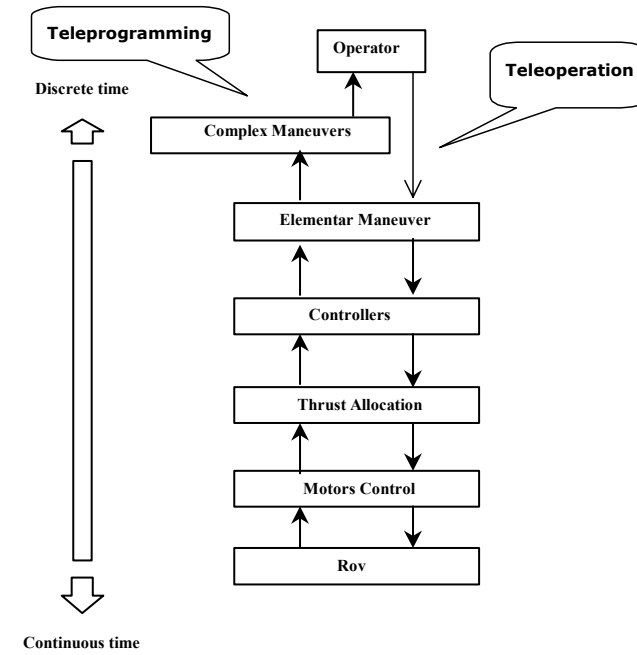 Teleprogramming
Operator
Teleoperation
Discrete time
Complex Maneuvers
Elementar Maneuver
Controllers
Thrust Allocation
Motors Control
Rov
Continuous time